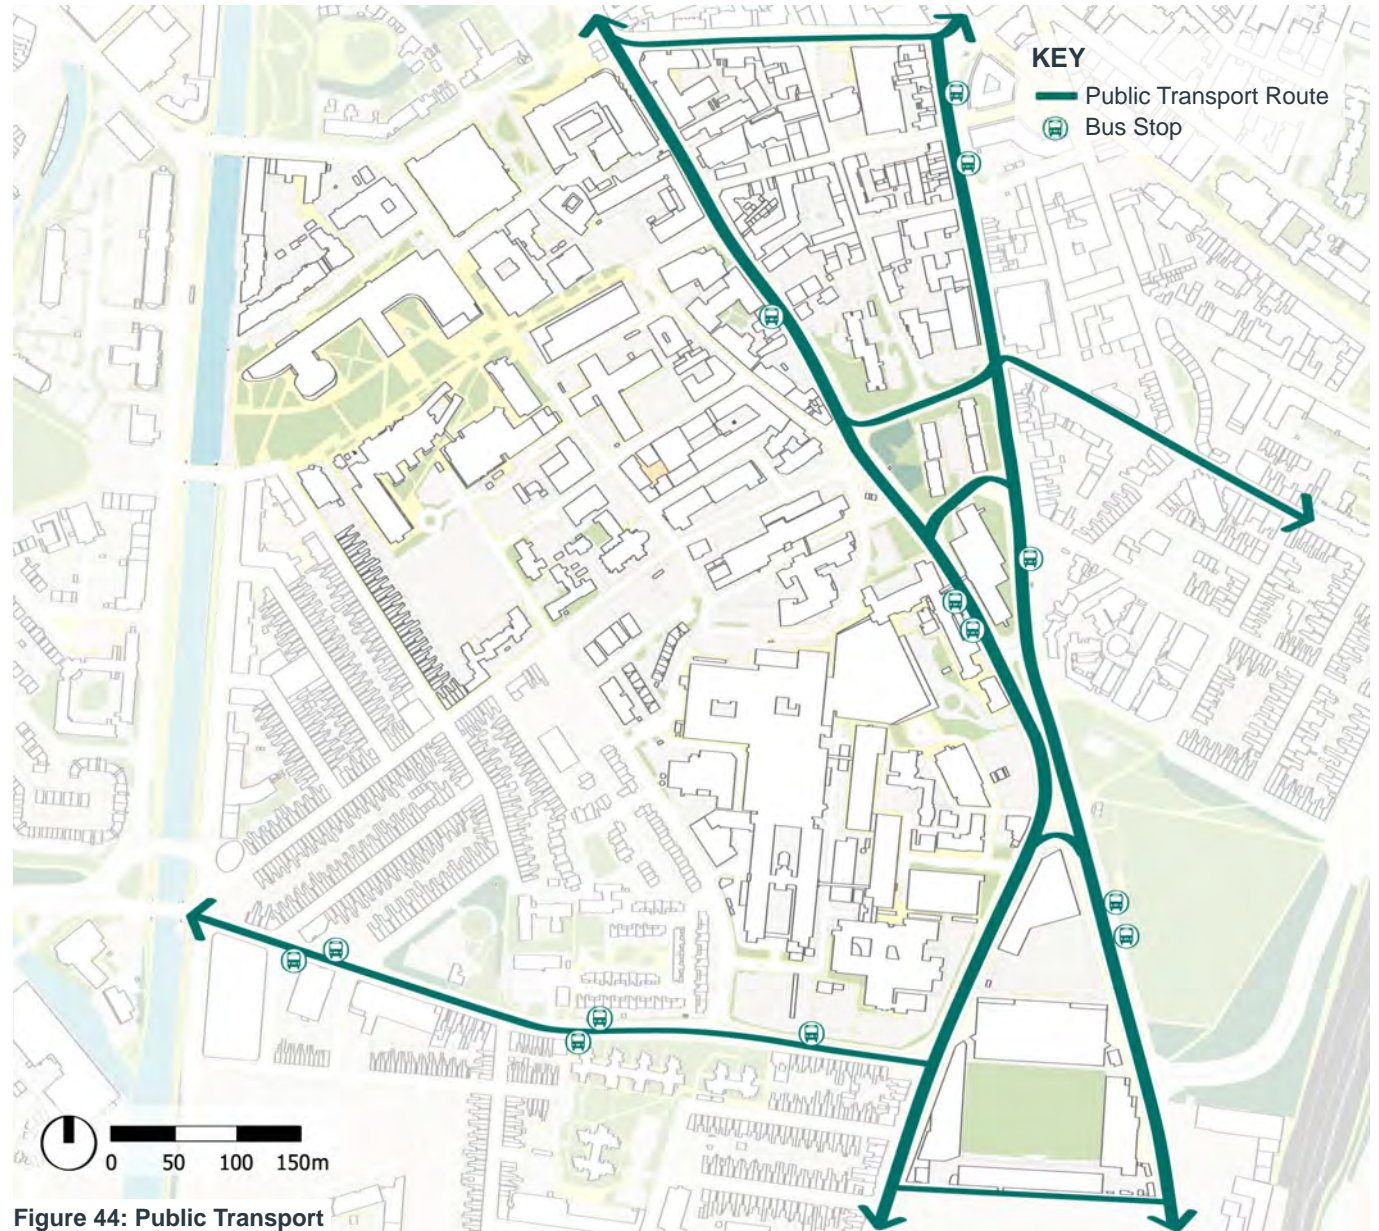 KEY
Public Transport Route
Bus Stop
0 50 100 150m
Figure 44: Public Transport